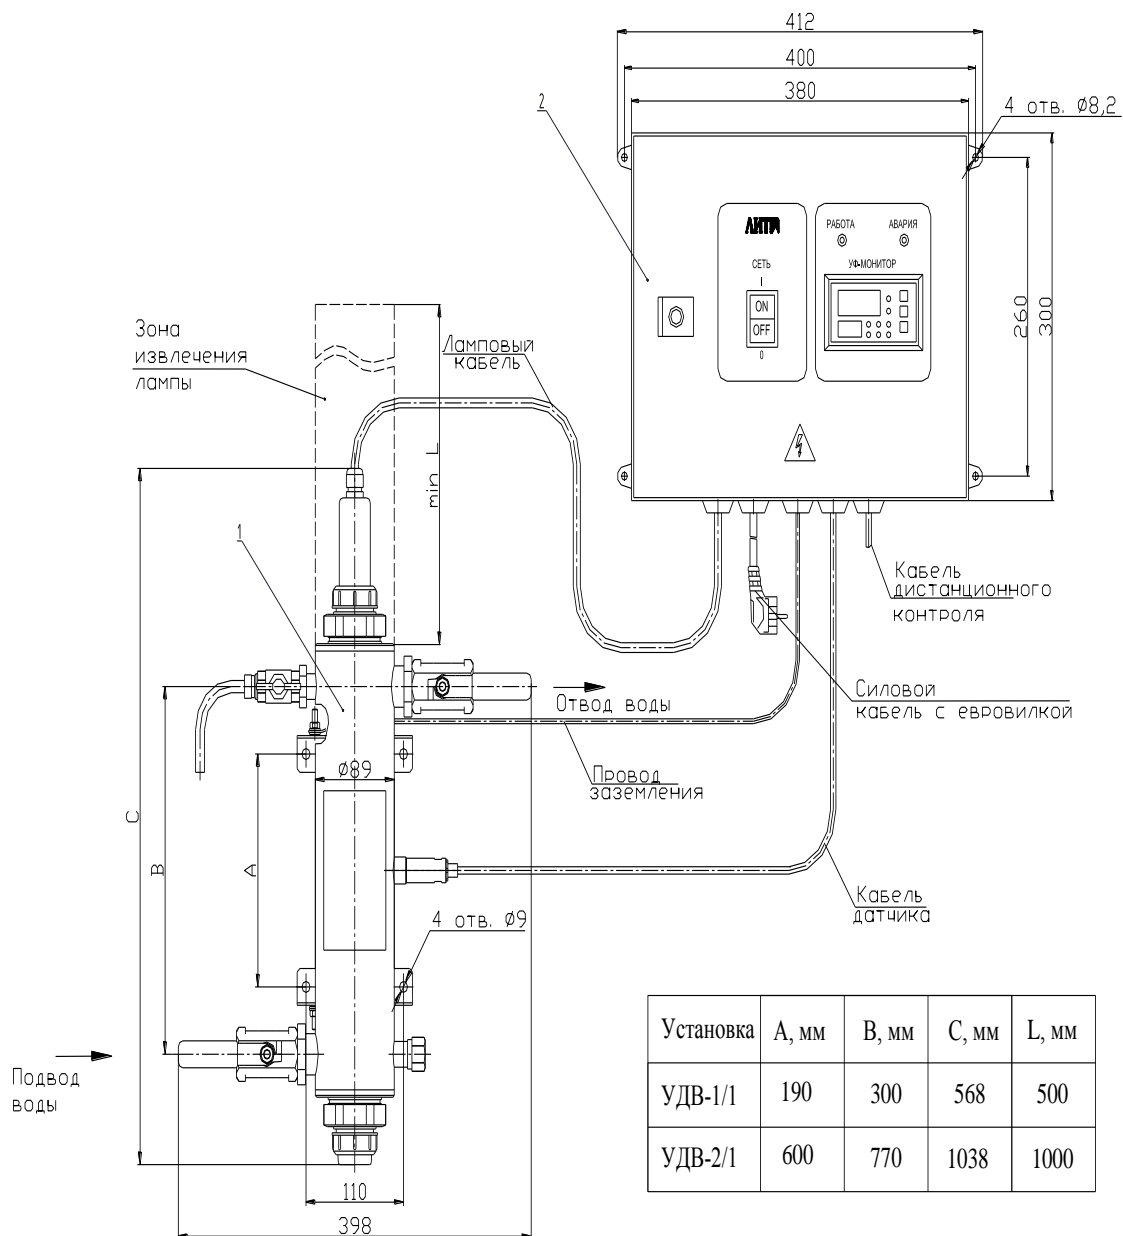 412
400
380
4 отв. Ø8,2
2
ЛИТ
РАБОТА
АВАРИЯ
СЕТЬ
УФ-МОНИТОР
I
ON
OFF
0
260
300
Зона
извлечения
лампы
Ламповый
кабель
min L
1
Кабель
дистанционного
контроля
Отвод воды
Силовой
кабель с евровилкой
Провод
заземления
Ø89
C
B
A
Кабель
датчика
4 отв. Ø9
Подвод
воды
110
398
Установка A, мм B, мм C, мм L, мм
УДВ-1/1 190 300 568 500
УДВ-2/1 600 770 1038 1000